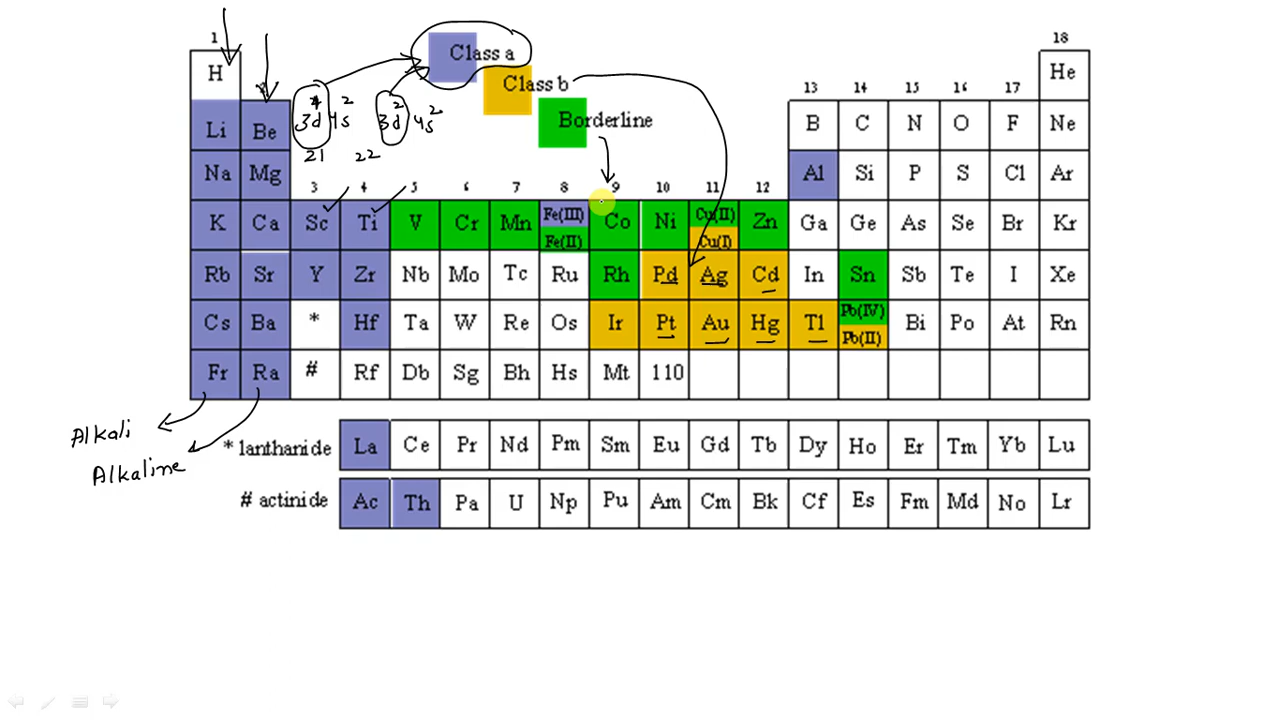 1 18
H Class a He
Class b 13 14 15 16 17
3d¹ 4s² 3d² 4s² Borderline
Li Be B C N O F Ne
21 22
Na Mg 3 4 5 6 7 8 9 10 11 12 Al Si P S Cl Ar
K Ca Sc Ti V Cr Mn Fe(III) Fe(II) Co Ni Cu(II) Cu(I) Zn Ga Ge As Se Br Kr
Rb Sr Y Zr Nb Mo Tc Ru Rh Pd Ag Cd In Sn Sb Te I Xe
Cs Ba * Hf Ta W Re Os Ir Pt Au Hg Tl Pb(IV) Pb(II) Bi Po At Rn
Fr Ra # Rf Db Sg Bh Hs Mt 110
Alkali
Alkaline
* lanthanide La Ce Pr Nd Pm Sm Eu Gd Tb Dy Ho Er Tm Yb Lu
# actinide Ac Th Pa U Np Pu Am Cm Bk Cf Es Fm Md No Lr